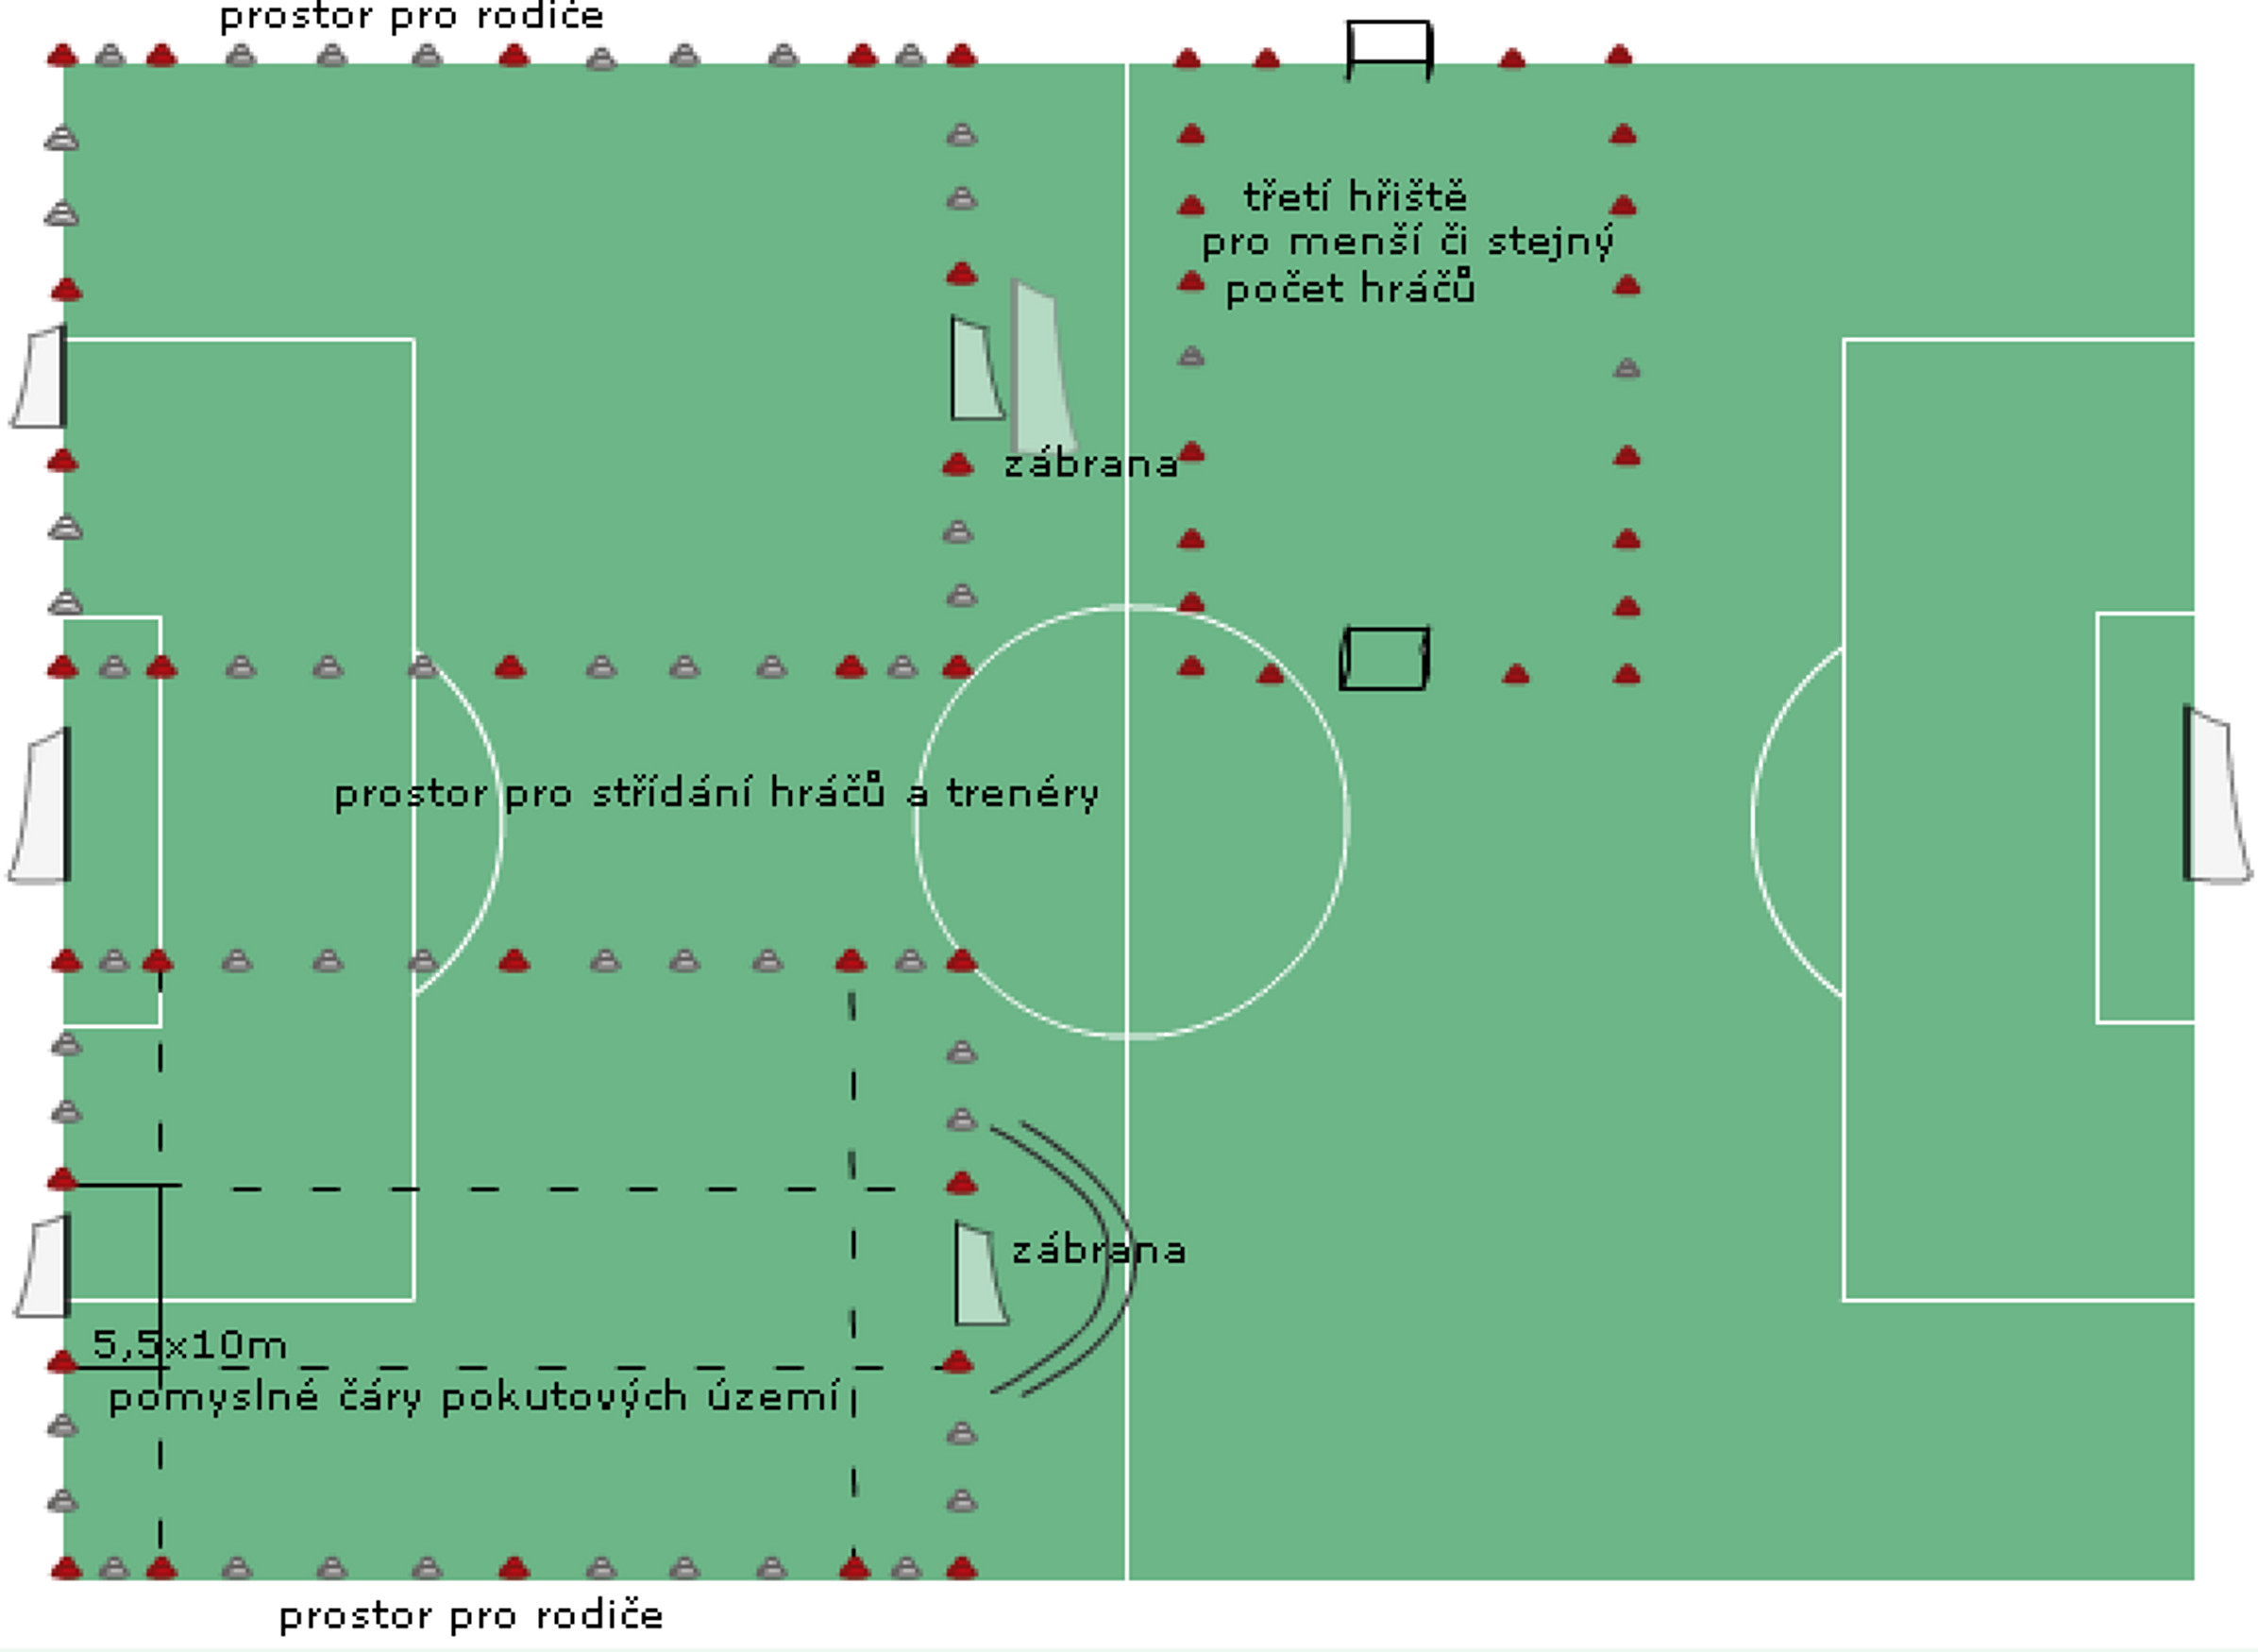 prostor pro rodiče
třetí hřiště
pro menší či stejný
počet hráčů
zábrana
prostor pro střídání hráčů a trenéry
zábrana
5,5x10m
pomyslné čáry pokutových území
prostor pro rodiče